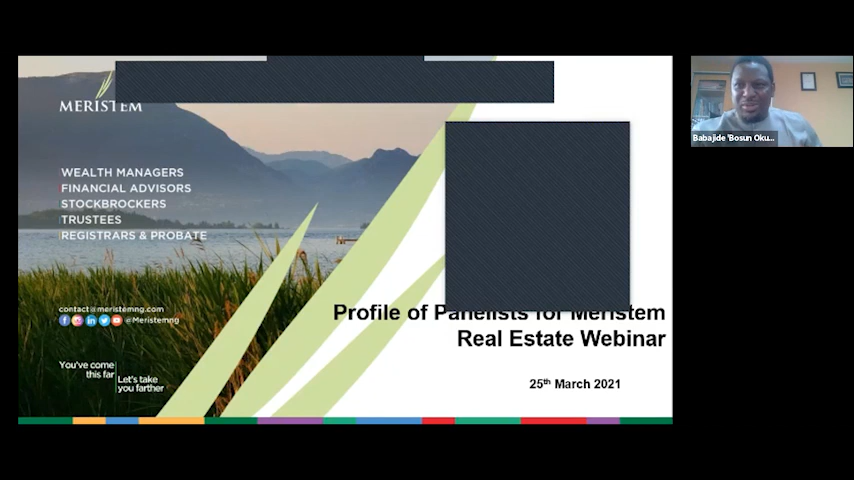 MERISTEM
WEALTH MANAGERS
FINANCIAL ADVISORS
STOCKBROKERS
TRUSTEES
REGISTRARS & PROBATE
contact@meristemng.com
@Meristemng
You've come
this far
Let's take
you farther
Profile of Panelists for Meristem
Real Estate Webinar
25th March 2021
Babajide 'Bosun Oku...